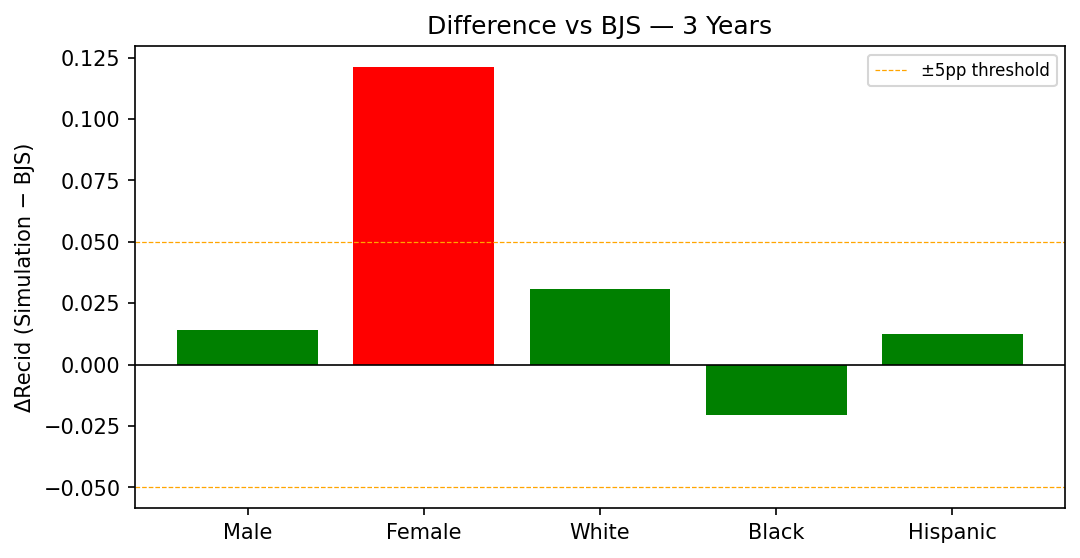 Difference vs BJS — 3 Years
±5pp threshold
ΔRecid (Simulation − BJS)
0.125
0.100
0.075
0.050
0.025
0.000
−0.025
−0.050
Male
Female
White
Black
Hispanic